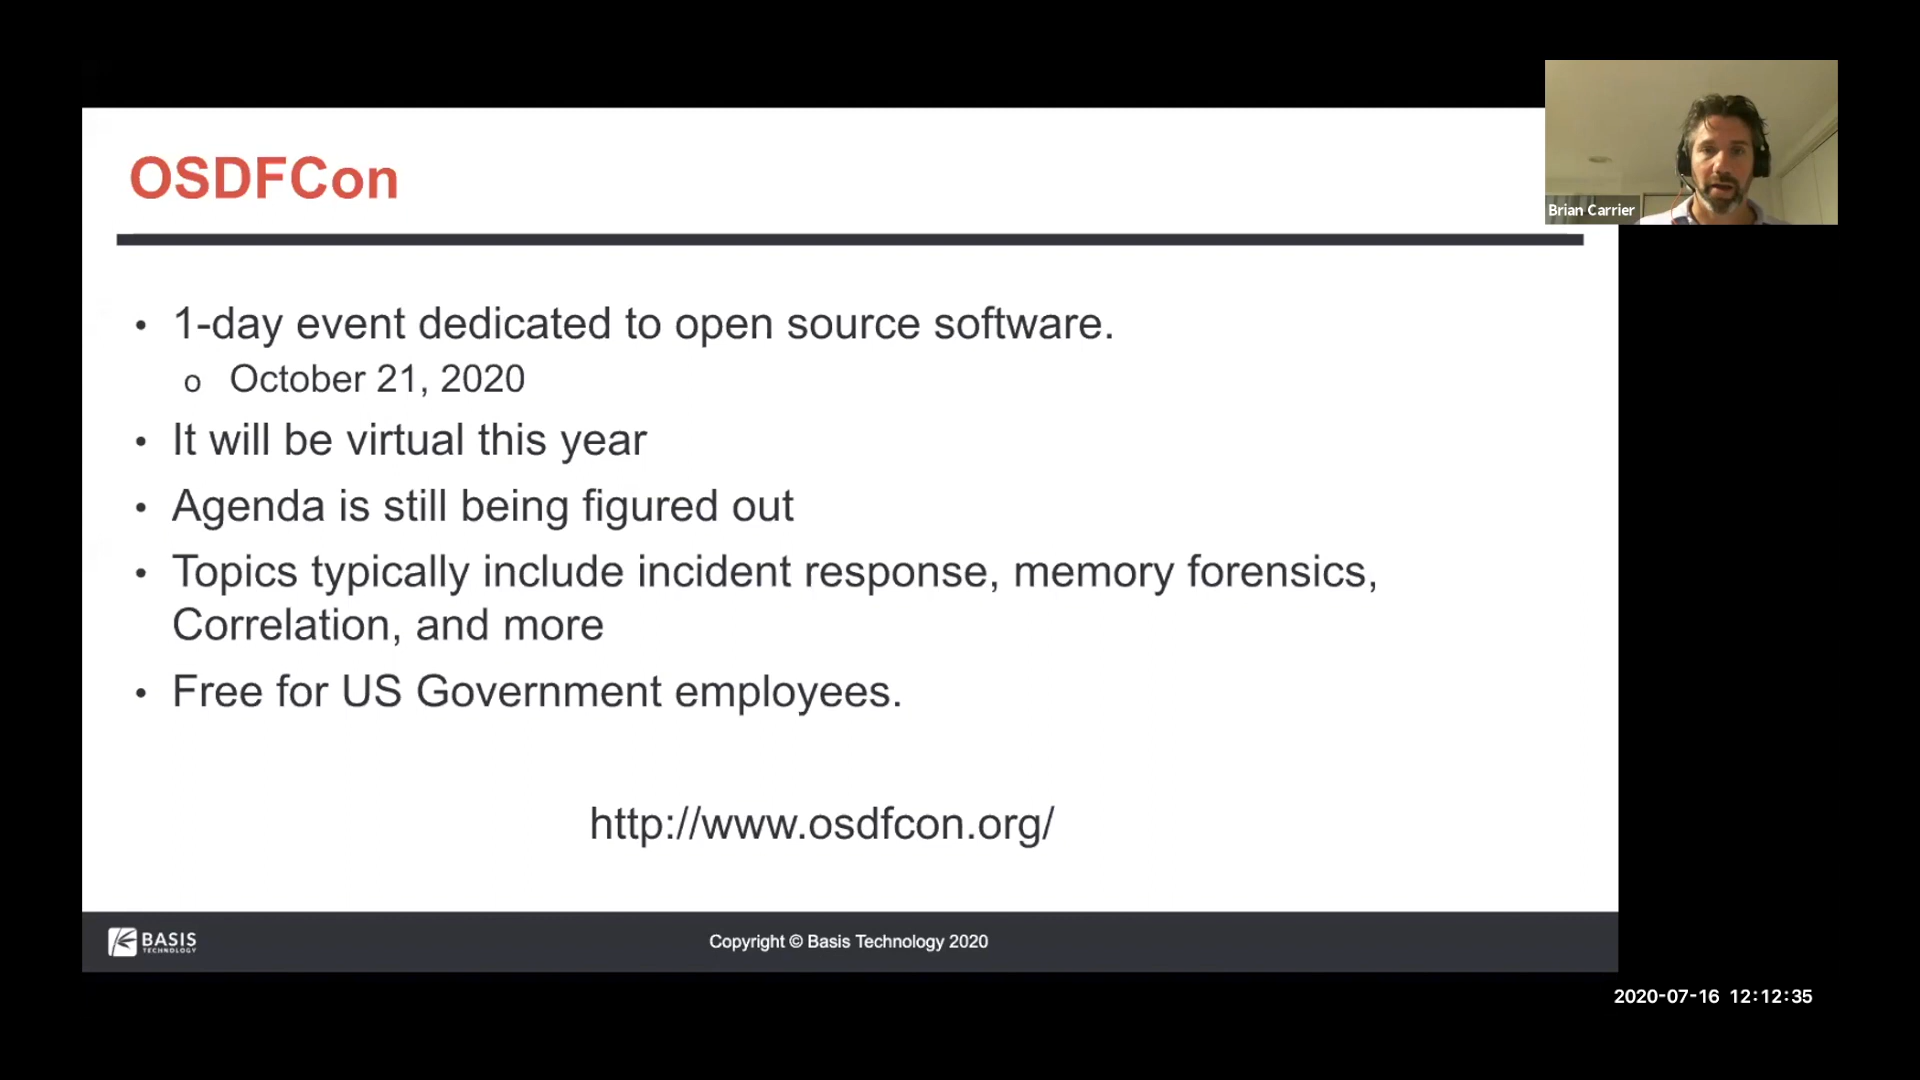 OSDFCon
Brian Carrier
• 1-day event dedicated to open source software.
o October 21, 2020
• It will be virtual this year
• Agenda is still being figured out
• Topics typically include incident response, memory forensics,
Correlation, and more
• Free for US Government employees.
http://www.osdfcon.org/
BASIS
TECHNOLOGY
Copyright © Basis Technology 2020
2020-07-16 12:12:35